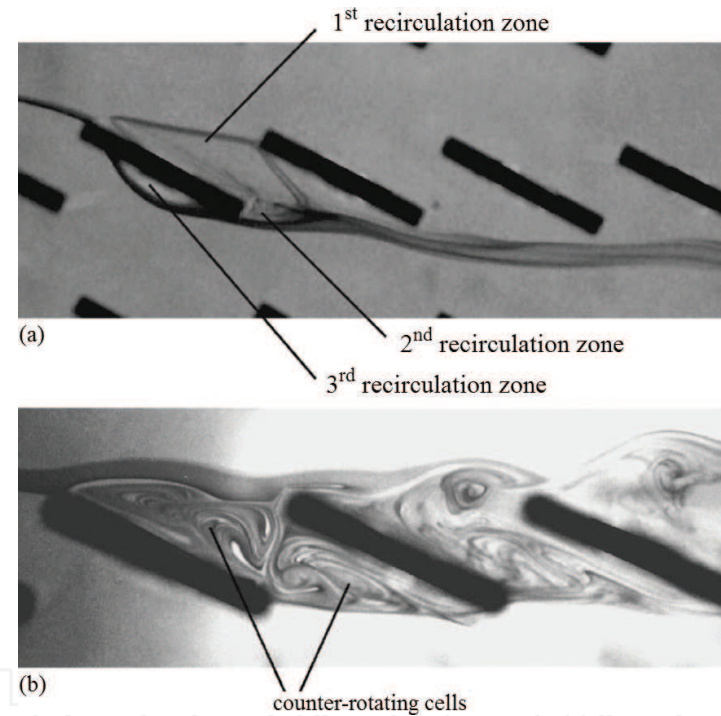 1st recirculation zone
(a)
2nd recirculation zone
3rd recirculation zone
(b)
counter-rotating cells